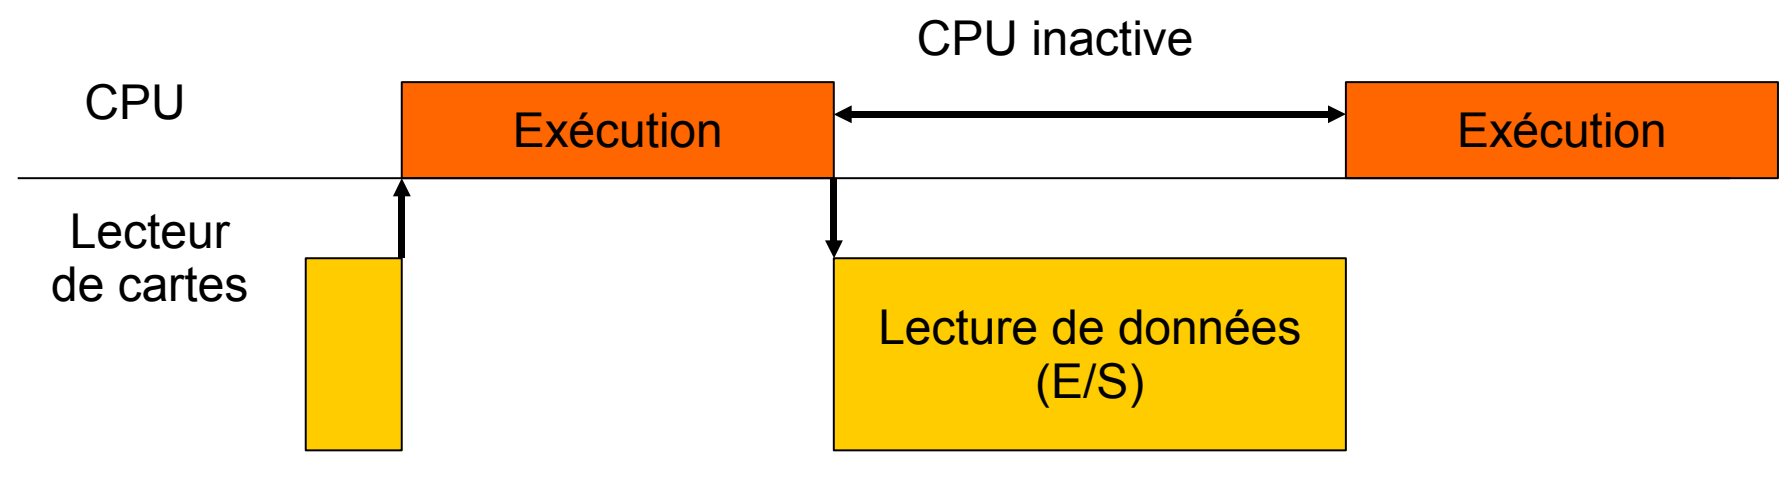 CPU inactive
CPU
Exécution
Exécution
Lecteur
de cartes
Lecture de données
(E/S)